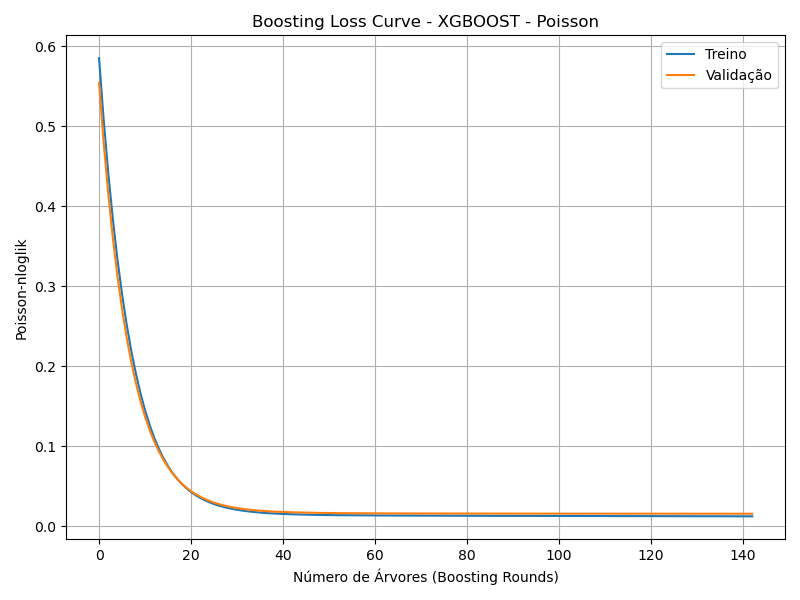 Boosting Loss Curve - XGBOOST - Poisson
Treino
Validação
Poisson-nloglik
0.6
0.5
0.4
0.3
0.2
0.1
0.0
0 20 40 60 80 100 120 140
Número de Árvores (Boosting Rounds)